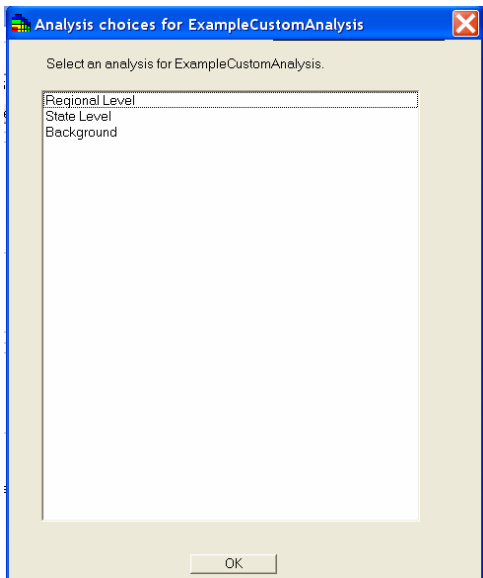 Analysis choices for ExampleCustomAnalysis
Select an analysis for ExampleCustomAnalysis.
Regional Level
State Level
Background
OK